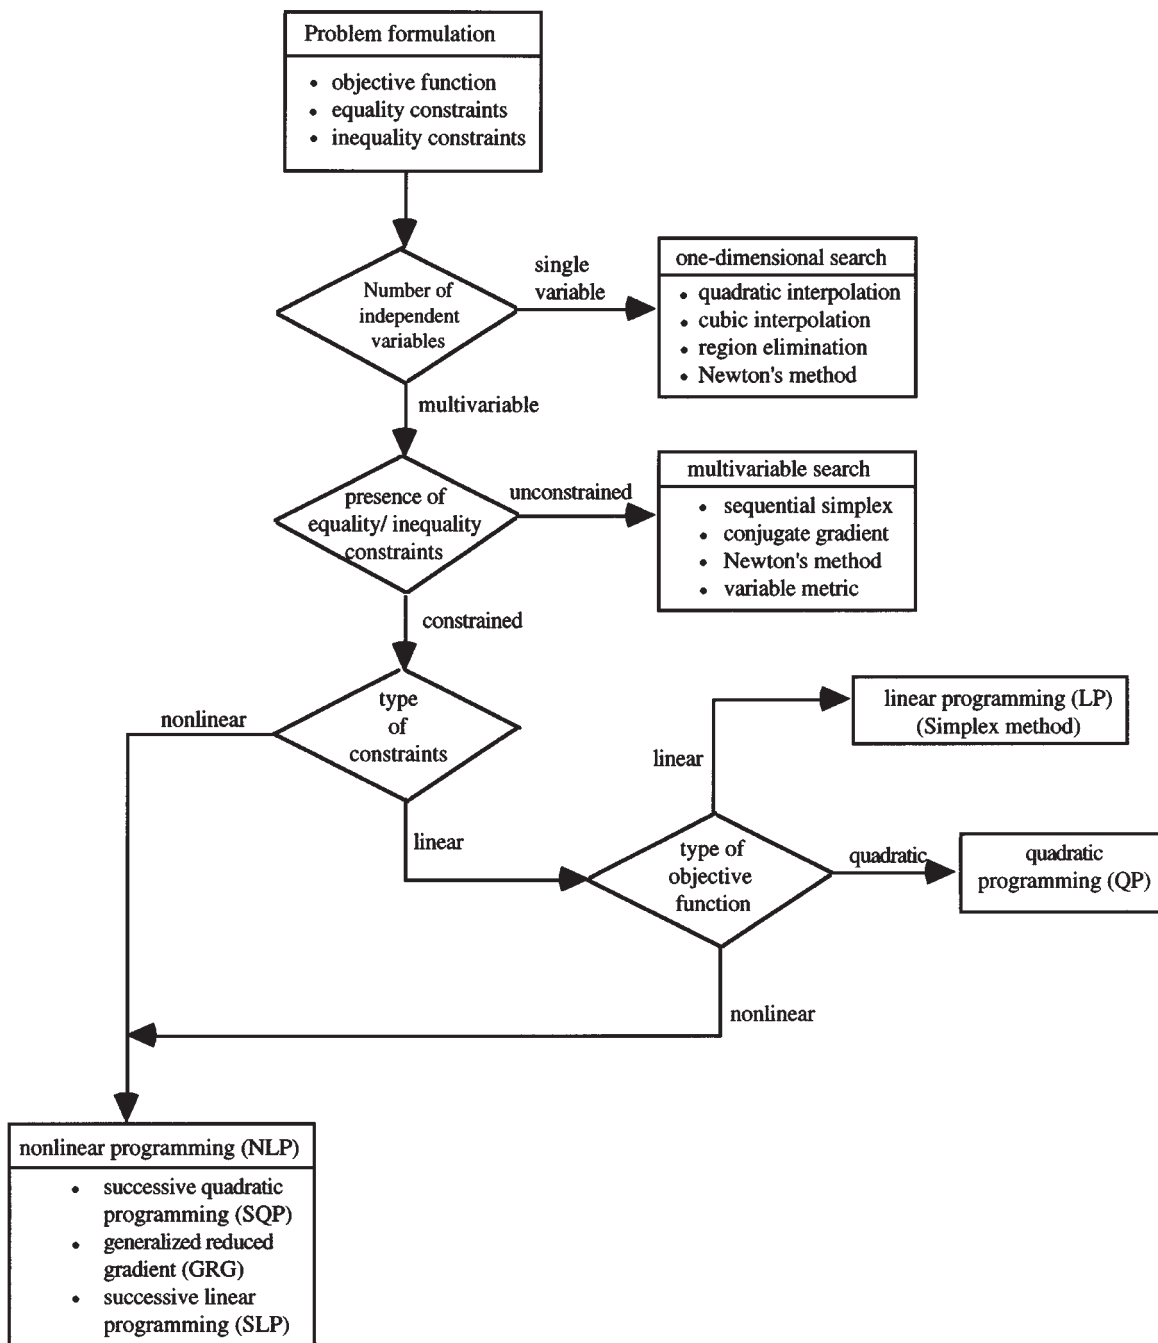 Problem formulation
• objective function
• equality constraints
• inequality constraints
Number of
independent
variables
single
variable
one-dimensional search
• quadratic interpolation
• cubic interpolation
• region elimination
• Newton's method
multivariable
presence of
equality/ inequality
constraints
unconstrained
multivariable search
• sequential simplex
• conjugate gradient
• Newton's method
• variable metric
constrained
type
of
constraints
nonlinear
linear
type of
objective
function
linear
linear programming (LP)
(Simplex method)
quadratic
quadratic
programming (QP)
nonlinear
nonlinear programming (NLP)
• successive quadratic
programming (SQP)
• generalized reduced
gradient (GRG)
• successive linear
programming (SLP)